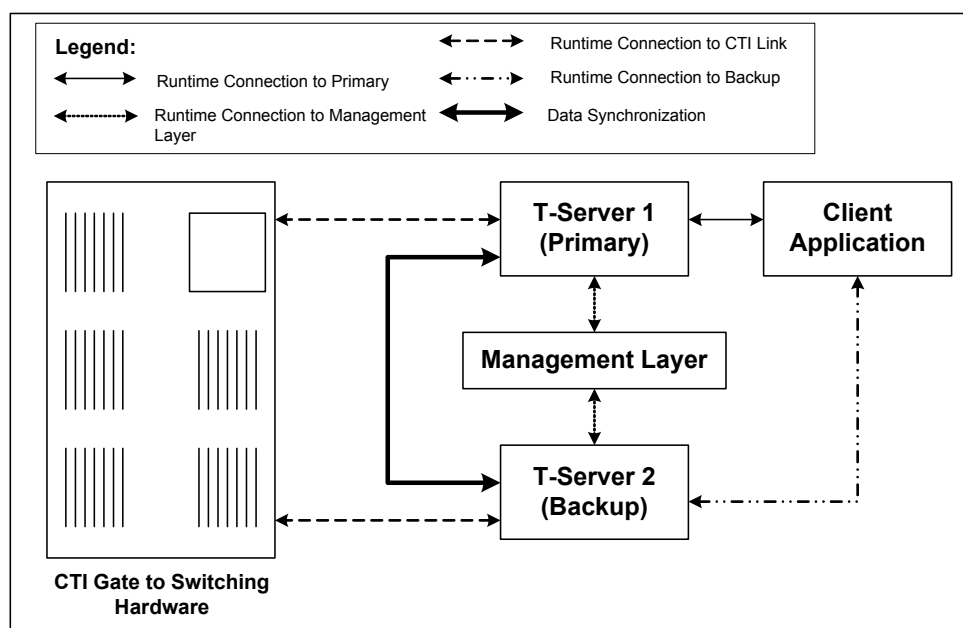 Legend:
Runtime Connection to Primary
Runtime Connection to Management
Layer
Runtime Connection to CTI Link
Runtime Connection to Backup
Data Synchronization
T-Server 1
(Primary)
Client
Application
Management Layer
T-Server 2
(Backup)
CTI Gate to Switching
Hardware